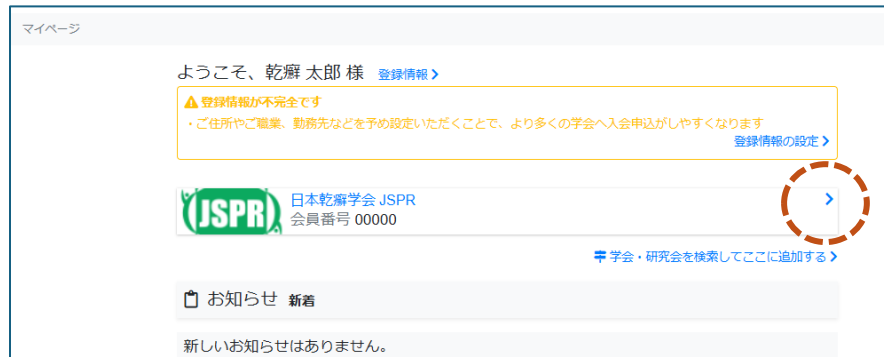 マイページ
ようこそ、乾癬 太郎 様 登録情報
登録情報が不完全です
・ご住所やご職業、勤務先などを予め設定いただくことで、より多くの学会へ入会申込がしやすくなります
登録情報の設定
JSPR
日本乾癬学会 JSPR
会員番号 00000
学会・研究会を検索してここに追加する
お知らせ 新着
新しいお知らせはありません。